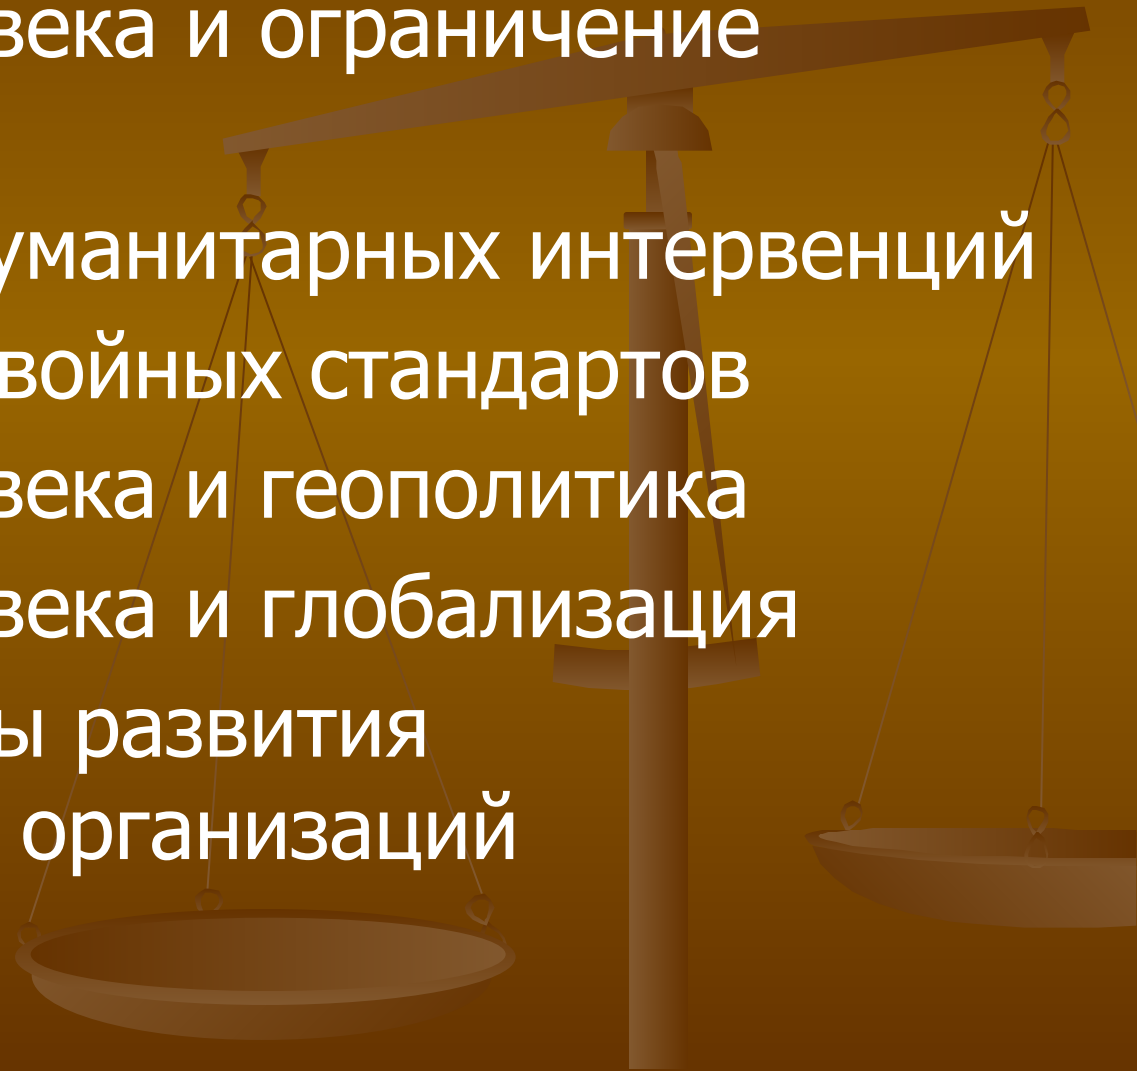 века и ограничение
уманитарных интервенций
войных стандартов
века и геополитика
века и глобализация
ы развития
организаций